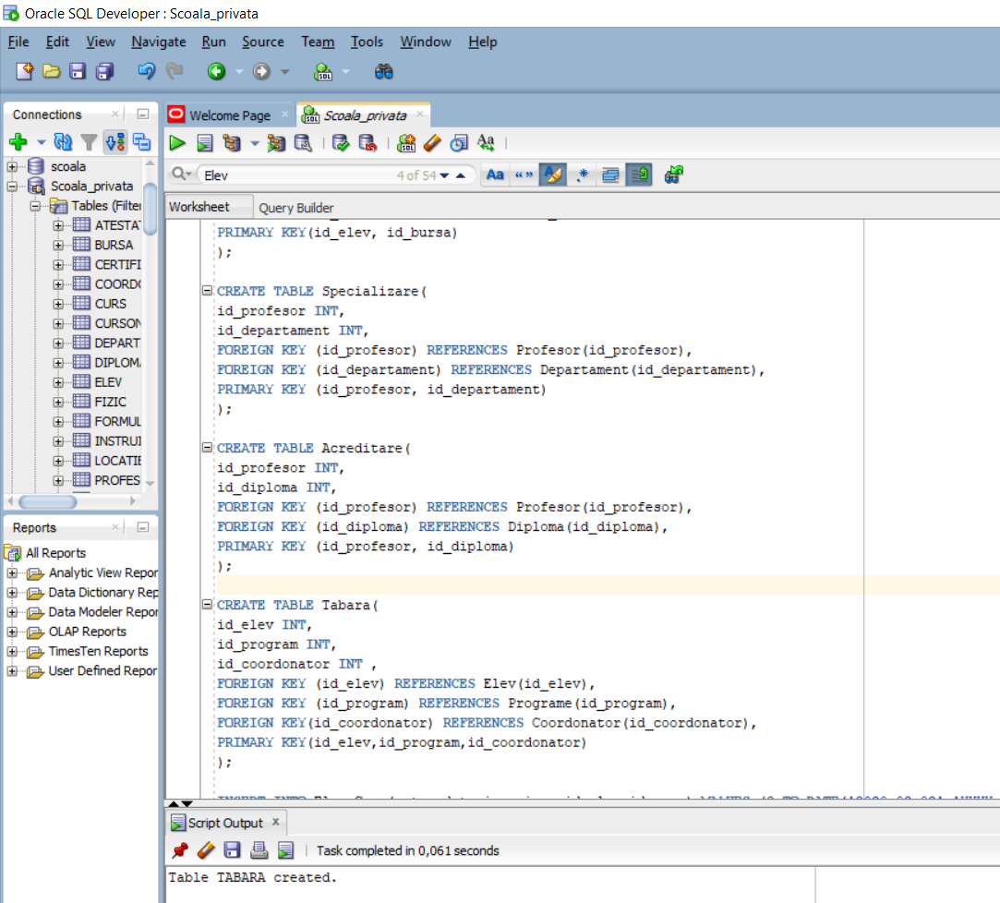 Oracle SQL Developer : Scoala_privata
File Edit View Navigate Run Source Team Tools Window Help
Connections
scoala
Scoala_privata
Tables (Filter
ATESTAT
BURSA
CERTIFI
COORDO
CURS
CURSON
DEPART
DIPLOMA
ELEV
FIZIC
FORMUL
INSTRUI
LOCATIE
PROFES
Reports
All Reports
Analytic View Repor
Data Dictionary Rep
Data Modeler Repor
OLAP Reports
TimesTen Reports
User Defined Repor
Welcome Page
Scoala_privata
Elev 4 of 54
Worksheet Query Builder
PRIMARY KEY(id_elev, id_bursa)
);
CREATE TABLE Specializare(
id_profesor INT,
id_departament INT,
FOREIGN KEY (id_profesor) REFERENCES Profesor(id_profesor),
FOREIGN KEY (id_departament) REFERENCES Departament(id_departament),
PRIMARY KEY (id_profesor, id_departament)
);
CREATE TABLE Acreditare(
id_profesor INT,
id_diploma INT,
FOREIGN KEY (id_profesor) REFERENCES Profesor(id_profesor),
FOREIGN KEY (id_diploma) REFERENCES Diploma(id_diploma),
PRIMARY KEY (id_profesor, id_diploma)
);
CREATE TABLE Tabara(
id_elev INT,
id_program INT,
id_coordonator INT ,
FOREIGN KEY (id_elev) REFERENCES Elev(id_elev),
FOREIGN KEY (id_program) REFERENCES Programe(id_program),
FOREIGN KEY(id_coordonator) REFERENCES Coordonator(id_coordonator),
PRIMARY KEY(id_elev,id_program,id_coordonator)
);
Script Output
Task completed in 0,061 seconds
Table TABARA created.